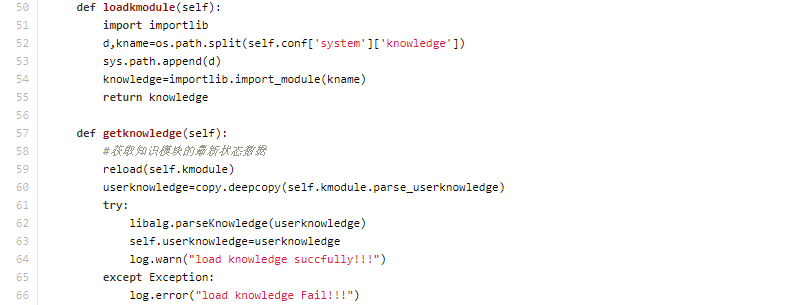 50 def loadkmodule(self):
51 import importlib
52 d,kname=os.path.split(self.conf['system']['knowledge'])
53 sys.path.append(d)
54 knowledge=importlib.import_module(kname)
55 return knowledge
56
57 def getknowledge(self):
58 #获取知识模块的最新状态数据
59 reload(self.kmodule)
60 userknowledge=copy.deepcopy(self.kmodule.parse_userknowledge)
61 try:
62 libalg.parseKnowledge(userknowledge)
63 self.userknowledge=userknowledge
64 log.warn("load knowledge succfully!!!")
65 except Exception:
66 log.error("load knowledge Fail!!!")